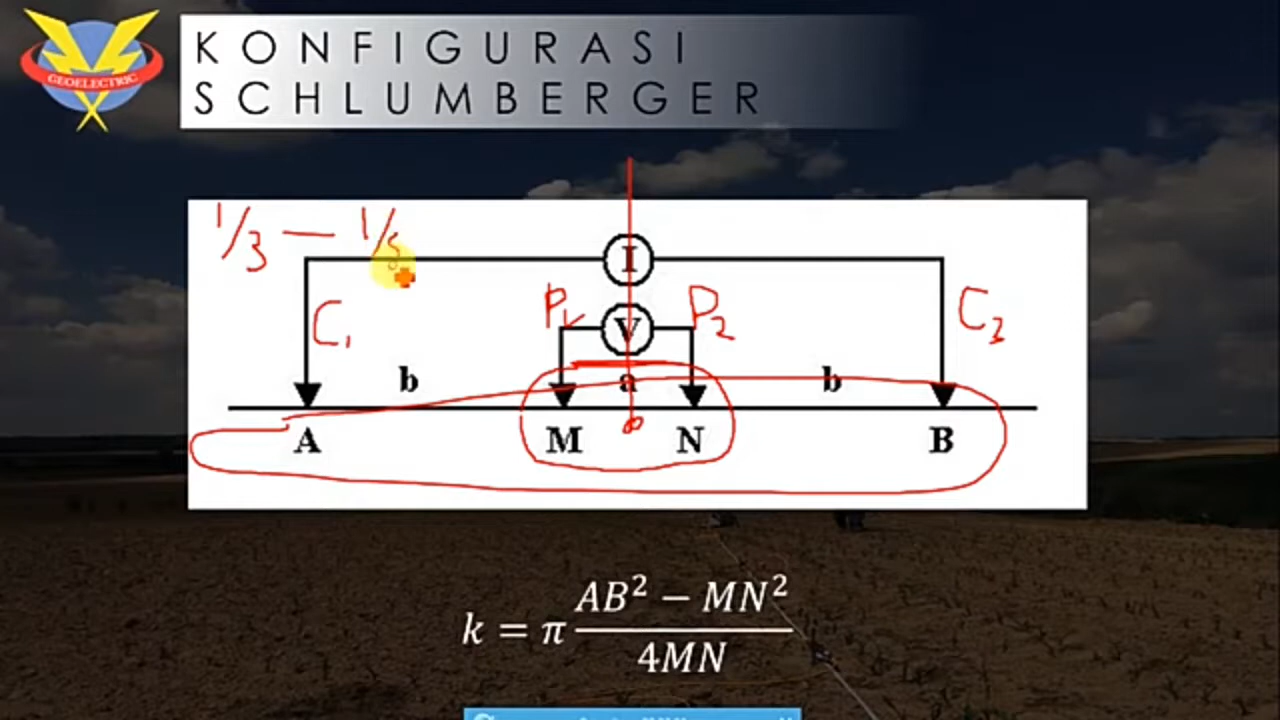 KONFIGURASI
SCHLUMBERGER
GEOELECTRIC
1/3 — 1/5
I
C1
P1
V
P2
C2
b
a
b
A
M
N
B
k = π (AB² − MN²) / 4MN